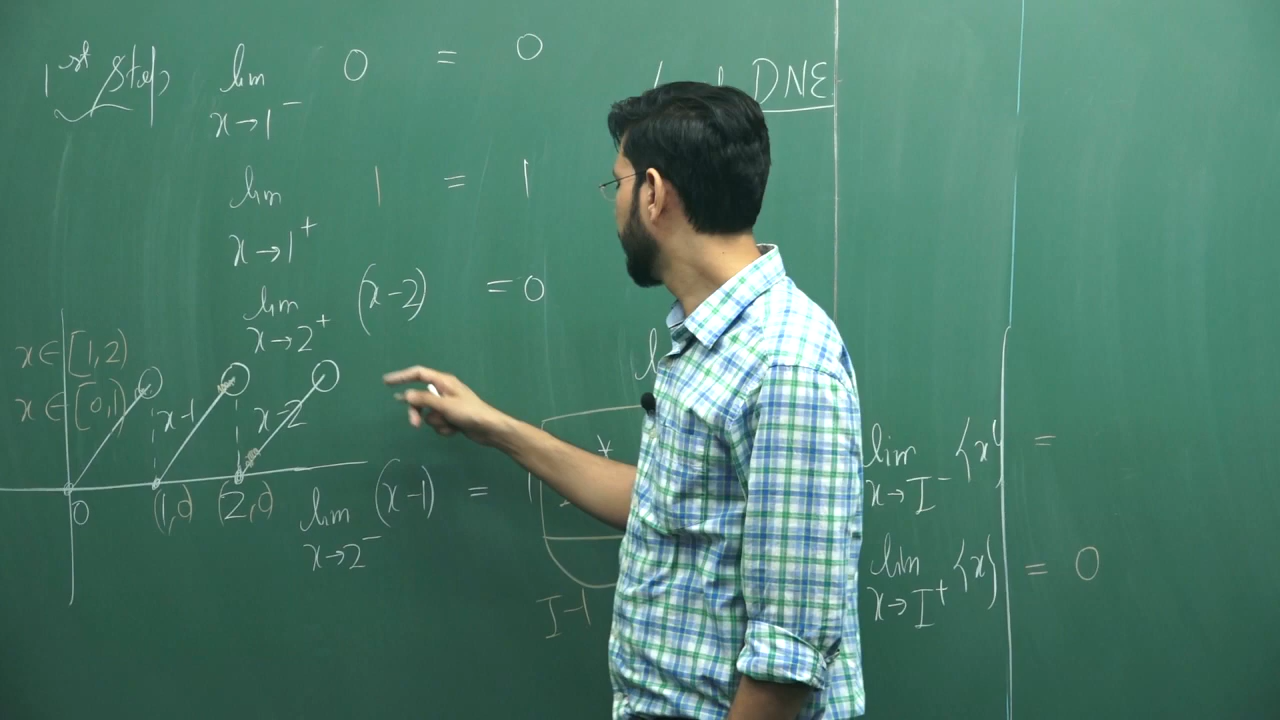 1st Step lim x→1⁻ 0 = 0
DNE
lim x→1⁺ 1 = 1
lim x→2⁺ (x-2) = 0
x∈[1,2)
x∈[0,1)
x-1
x-2
0 (1,0) (2,0)
lim x→2⁻ (x-1) = 1
I-1
lim x→I⁻ {x} =
lim x→I⁺ {x} = 0